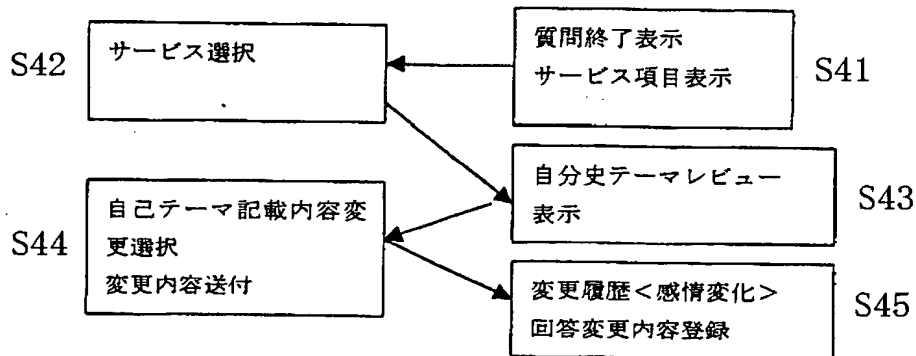 S42
サービス選択
質問終了表示
サービス項目表示
S41
自分史テーマレビュー
表示
S43
S44
自己テーマ記載内容変
更選択
変更内容送付
変更履歴<感情変化>
回答変更内容登録
S45